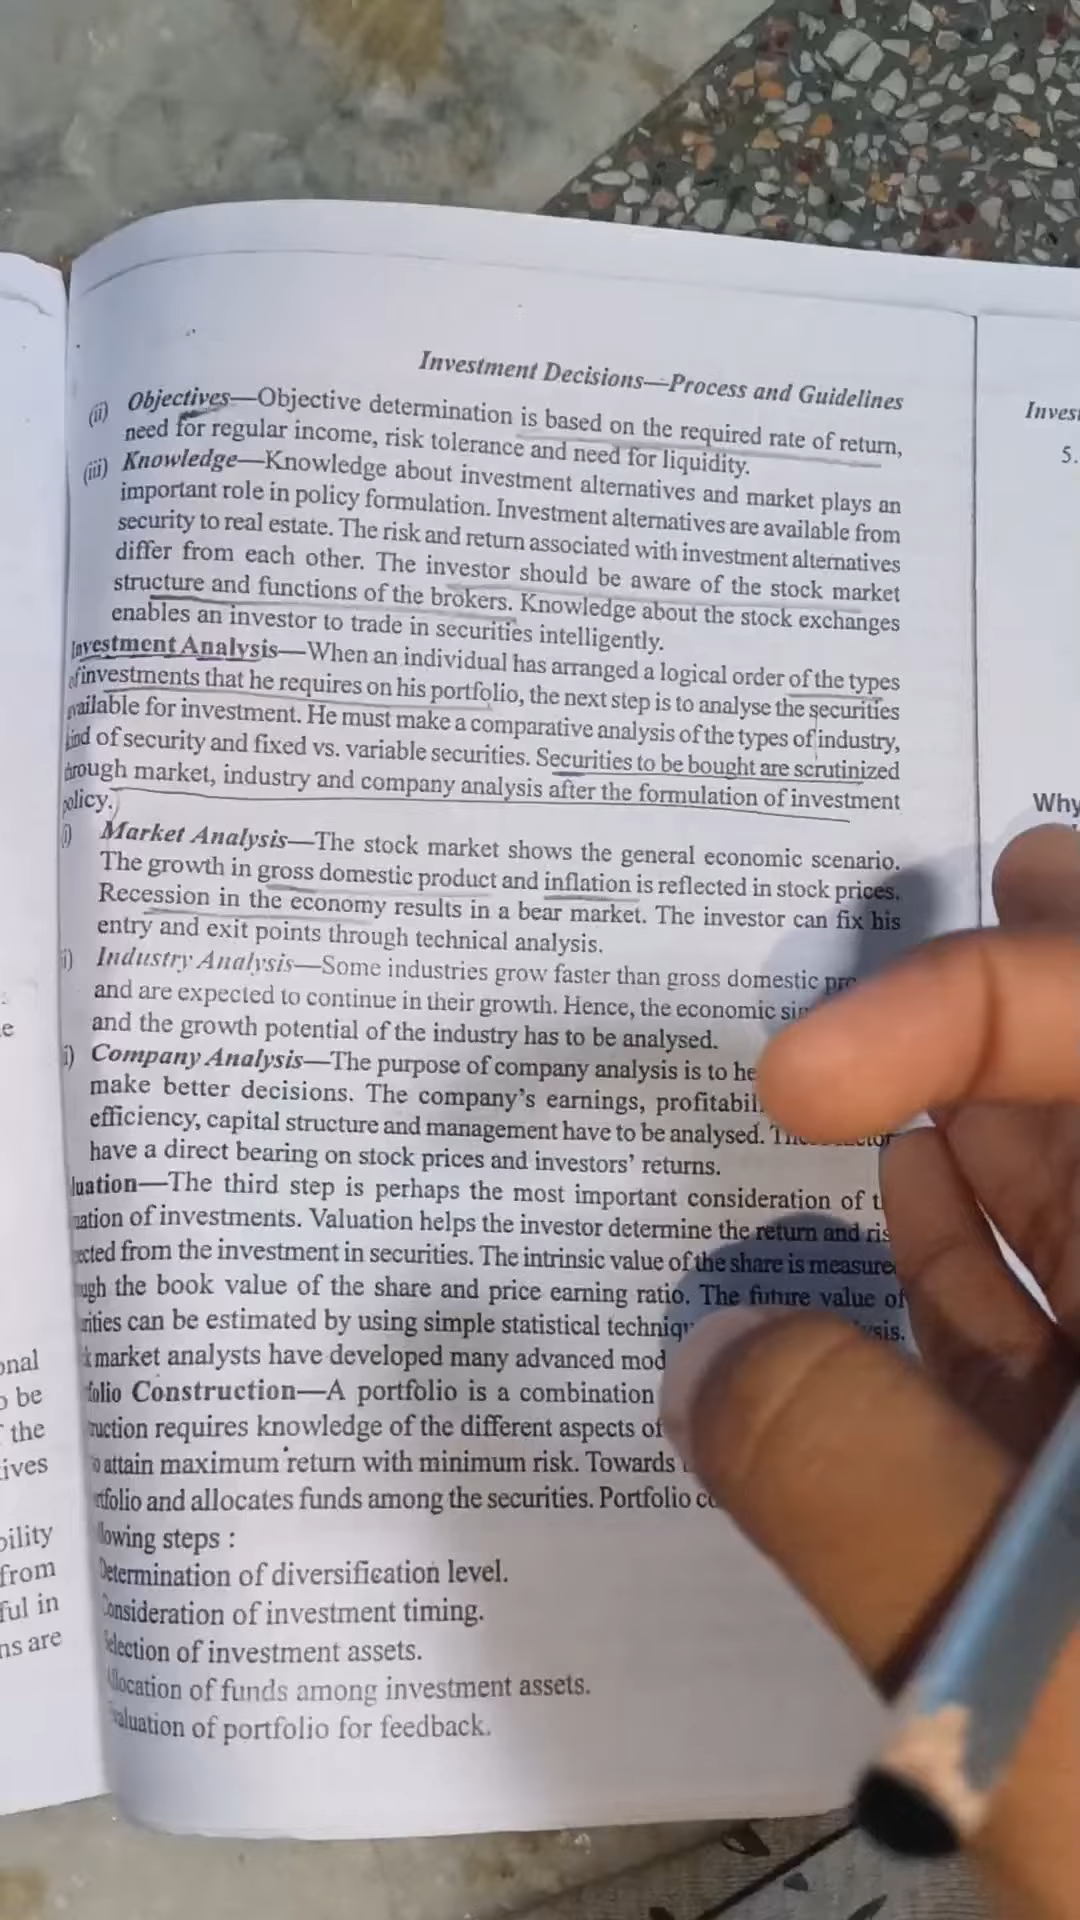 Investment Decisions—Process and Guidelines
(ii) Objectives—Objective determination is based on the required rate of return,
need for regular income, risk tolerance and need for liquidity.
(iii) Knowledge—Knowledge about investment alternatives and market plays an
important role in policy formulation. Investment alternatives are available from
security to real estate. The risk and return associated with investment alternatives
differ from each other. The investor should be aware of the stock market
structure and functions of the brokers. Knowledge about the stock exchanges
enables an investor to trade in securities intelligently.
Investment Analysis—When an individual has arranged a logical order of the types
of investments that he requires on his portfolio, the next step is to analyse the securities
available for investment. He must make a comparative analysis of the types of industry,
kind of security and fixed vs. variable securities. Securities to be bought are scrutinized
through market, industry and company analysis after the formulation of investment
policy.
i) Market Analysis—The stock market shows the general economic scenario.
The growth in gross domestic product and inflation is reflected in stock prices.
Recession in the economy results in a bear market. The investor can fix his
entry and exit points through technical analysis.
i) Industry Analysis—Some industries grow faster than gross domestic
and are expected to continue in their growth. Hence, the economic
and the growth potential of the industry has to be analysed.
i) Company Analysis—The purpose of company analysis is to
make better decisions. The company's earnings,
efficiency, capital structure and management have to be analysed.
have a direct bearing on stock prices and investors' returns.
luation—The third step is perhaps the most important consideration of
of investments. Valuation helps the investor determine the return and
from the investment in securities. The intrinsic value of the share is
the book value of the share and price earning ratio. The future value of
can be estimated by using simple statistical
market analysts have developed many advanced
folio Construction—A portfolio is a combination
requires knowledge of the different aspects of
attain maximum return with minimum risk. Towards
and allocates funds among the securities. Portfolio
lowing steps :
Determination of diversification level.
Consideration of investment timing.
Selection of investment assets.
Allocation of funds among investment assets.
Evaluation of portfolio for feedback.
onal
be
the
ives
bility
from
ful in
ns are
Inves
5.
Why